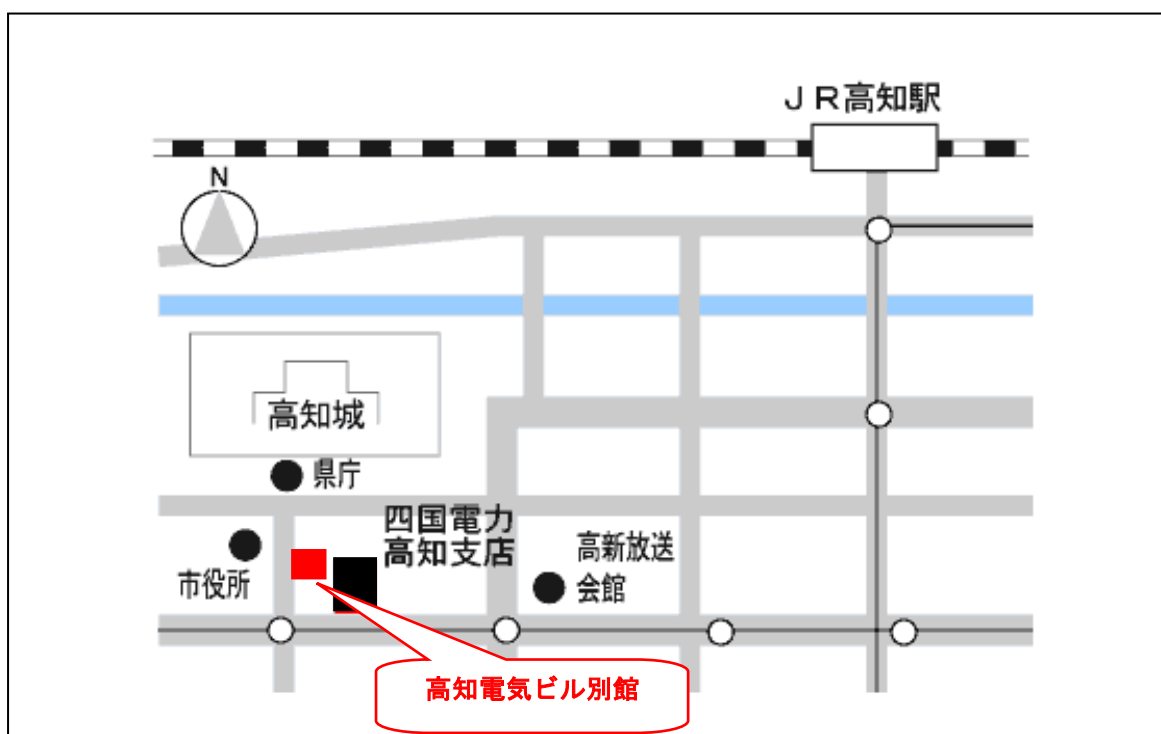 ＪＲ高知駅
N
高知城
県庁
四国電力
高知支店
高新放送
会館
市役所
高知電気ビル別館